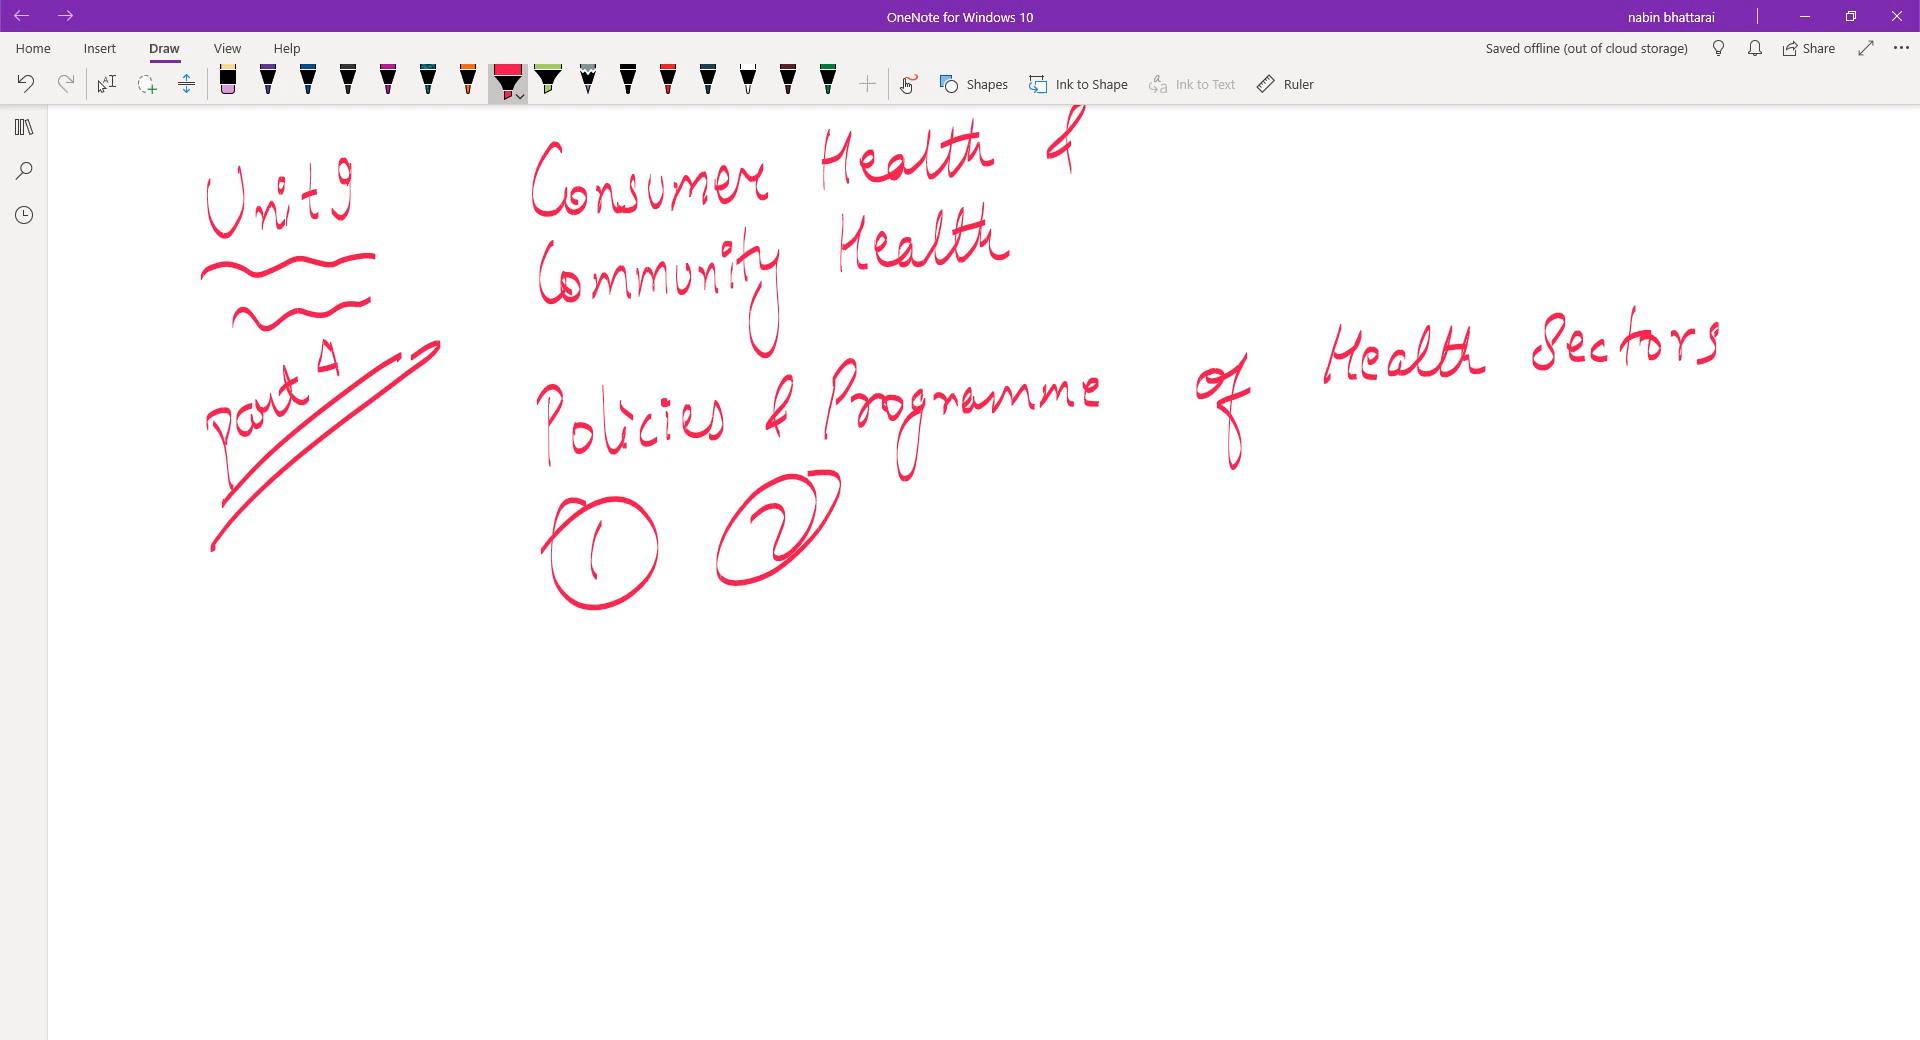 OneNote for Windows 10
nabin bhattarai
Home Insert Draw View Help
Saved offline (out of cloud storage)
Share
Shapes
Ink to Shape
Ink to Text
Ruler
Unit 9
Consumer Health &
Community Health
Part 4
Policies & Programme of Health Sectors
1 2